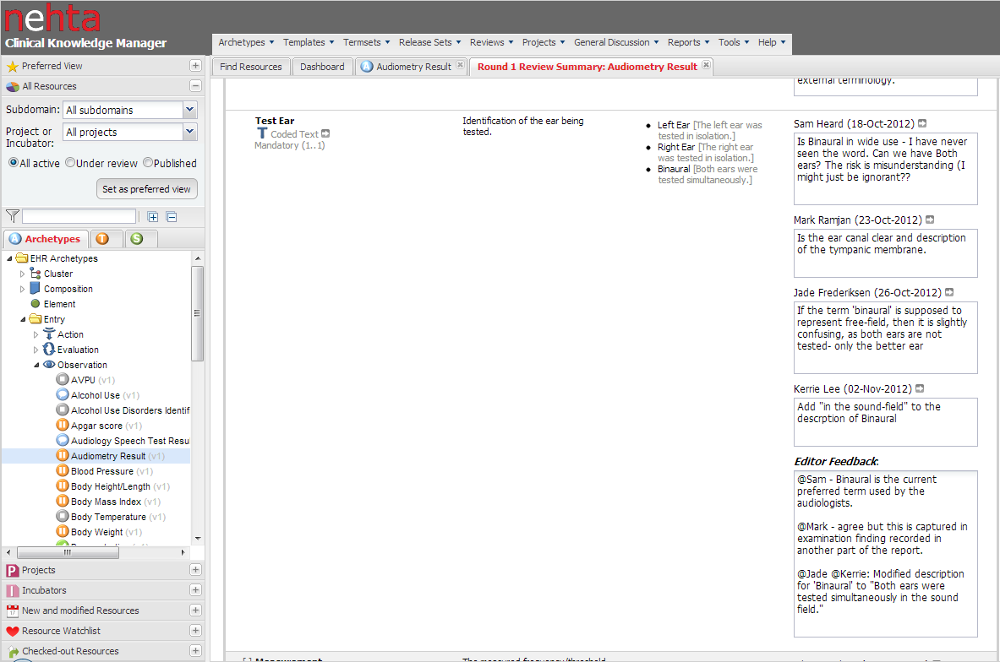 nehta
Clinical Knowledge Manager
Archetypes Templates Termsets Release Sets Reviews Projects General Discussion Reports Tools Help
Preferred View
All Resources
Subdomain: All subdomains
Project or
Incubator: All projects
All active Under review Published
Set as preferred view
A Archetypes T S
EHR Archetypes
Cluster
Composition
Element
Entry
Action
Evaluation
Observation
AVPU (v1)
Alcohol Use (v1)
Alcohol Use Disorders Identif
Apgar score (v1)
Audiology Speech Test Resu
Audiometry Result (v1)
Blood Pressure (v1)
Body Height/Length (v1)
Body Mass Index (v1)
Body Temperature (v1)
Body Weight (v1)
P Projects
I Incubators
New and modified Resources
Resource Watchlist
Checked-out Resources
Find Resources Dashboard A Audiometry Result Round 1 Review Summary: Audiometry Result
external terminology.
Test Ear
T Coded Text
Mandatory (1..1)
Identification of the ear being
tested.
Left Ear [The left ear was
tested in isolation.]
Right Ear [The right ear
was tested in isolation.]
Binaural [Both ears were
tested simultaneously.]
Sam Heard (18-Oct-2012)
Is Binaural in wide use - I have never
seen the word. Can we have Both
ears? The risk is misunderstanding (I
might just be ignorant??
Mark Ramjan (23-Oct-2012)
Is the ear canal clear and description
of the tympanic membrane.
Jade Frederiksen (26-Oct-2012)
If the term 'binaural' is supposed to
represent free-field, then it is slightly
confusing, as both ears are not
tested- only the better ear
Kerrie Lee (02-Nov-2012)
Add "in the sound-field" to the
descrption of Binaural
Editor Feedback:
@Sam - Binaural is the current
preferred term used by the
audiologists.
@Mark - agree but this is captured in
examination finding recorded in
another part of the report.
@Jade @Kerrie: Modified description
for 'Binaural' to "Both ears were
tested simultaneously in the sound
field."
Measurement
The measured frequency/threshold